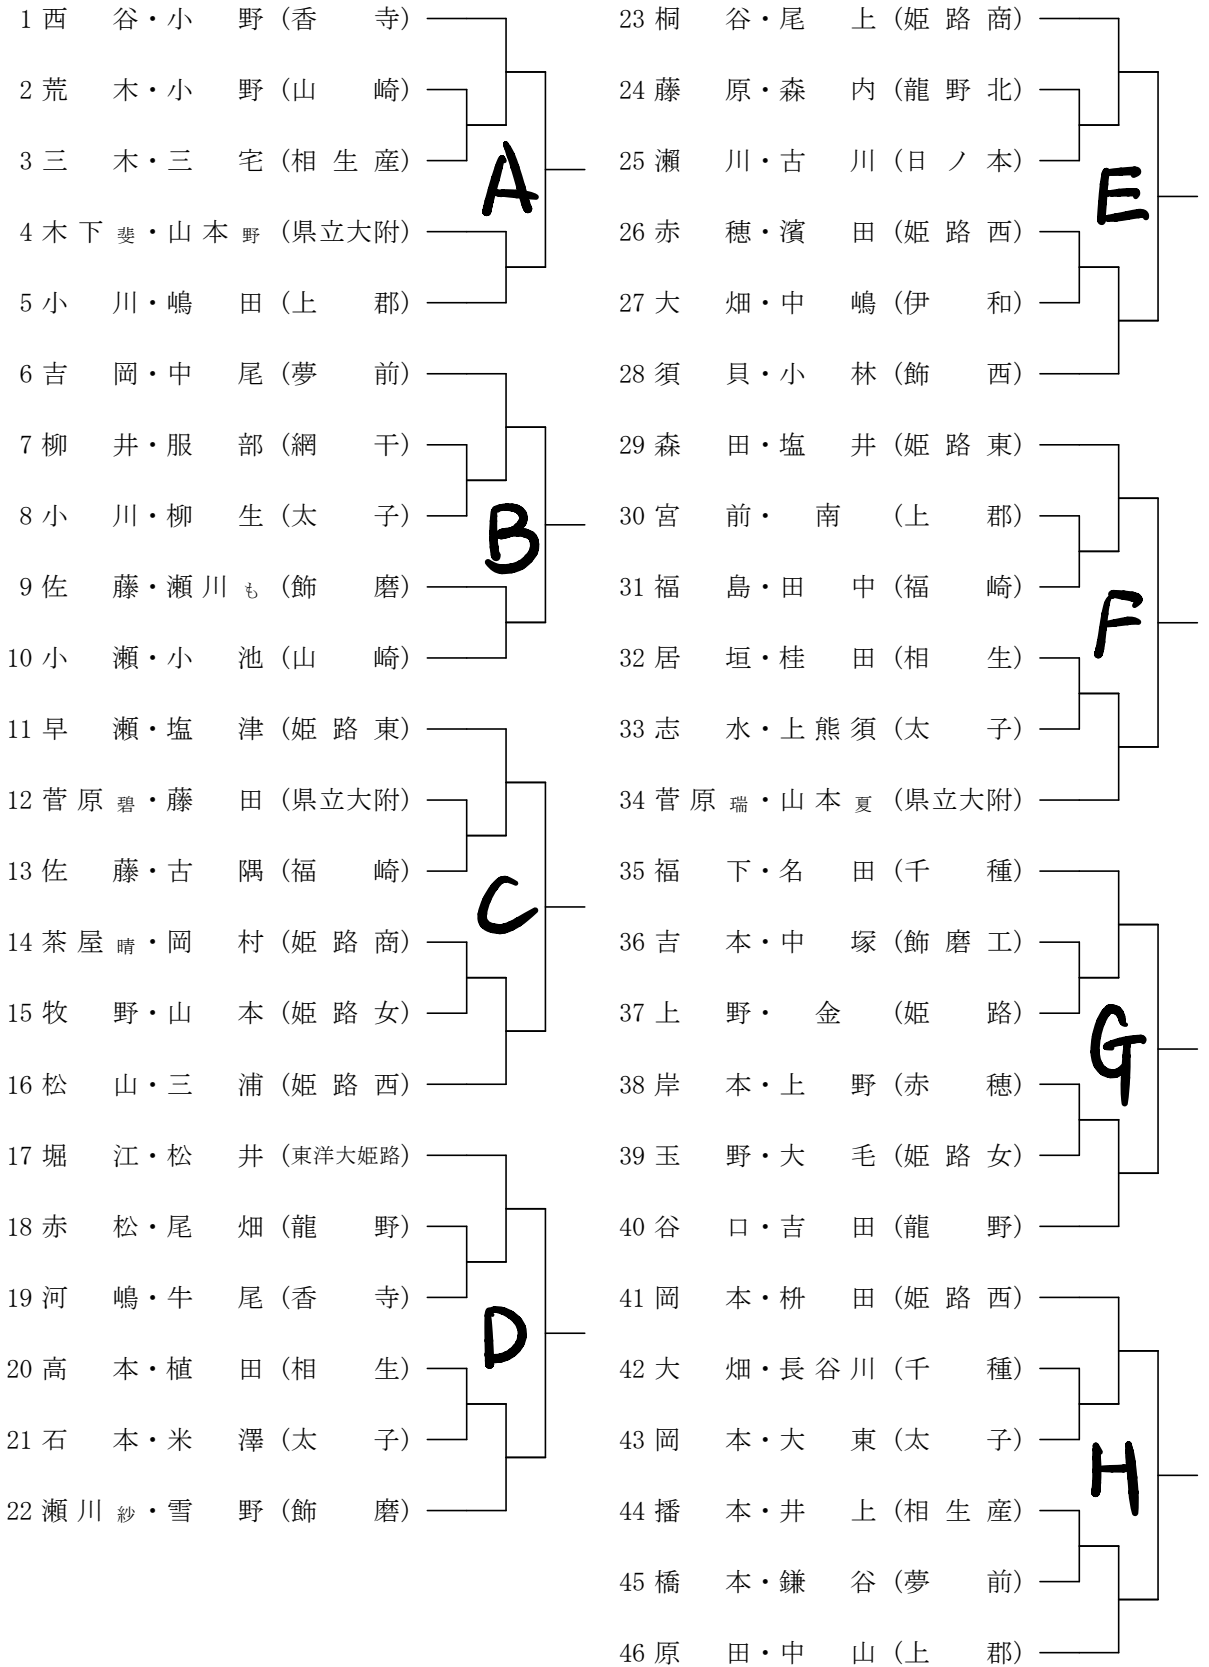 1 西谷・小野 (香寺)
2 荒木・小野 (山崎)
3 三木・三宅 (相生産)
A
4 木下斐・山本野 (県立大附)
5 小川・嶋田 (上郡)
6 吉岡・中尾 (夢前)
7 柳井・服部 (網干)
8 小川・柳生 (太子)
B
9 佐藤・瀬川も (飾磨)
10 小瀬・小池 (山崎)
11 早瀬・塩津 (姫路東)
12 菅原碧・藤田 (県立大附)
13 佐藤・古隅 (福崎)
C
14 茶屋晴・岡村 (姫路商)
15 牧野・山本 (姫路女)
16 松山・三浦 (姫路西)
17 堀江・松井 (東洋大姫路)
18 赤松・尾畑 (龍野)
19 河嶋・牛尾 (香寺)
D
20 高本・植田 (相生)
21 石本・米澤 (太子)
22 瀬川紗・雪野 (飾磨)
23 桐谷・尾上 (姫路商)
24 藤原・森内 (龍野北)
25 瀨川・古川 (日ノ本)
E
26 赤穂・濱田 (姫路西)
27 大畑・中嶋 (伊和)
28 須貝・小林 (飾西)
29 森田・塩井 (姫路東)
30 宮前・南 (上郡)
31 福島・田中 (福崎)
F
32 居垣・桂田 (相生)
33 志水・上熊須 (太子)
34 菅原瑞・山本夏 (県立大附)
35 福下・名田 (千種)
36 吉本・中塚 (飾磨工)
37 上野・金 (姫路)
G
38 岸本・上野 (赤穂)
39 玉野・大毛 (姫路女)
40 谷口・吉田 (龍野)
41 岡本・枡田 (姫路西)
42 大畑・長谷川 (千種)
43 岡本・大東 (太子)
H
44 播本・井上 (相生産)
45 橋本・鎌谷 (夢前)
46 原田・中山 (上郡)